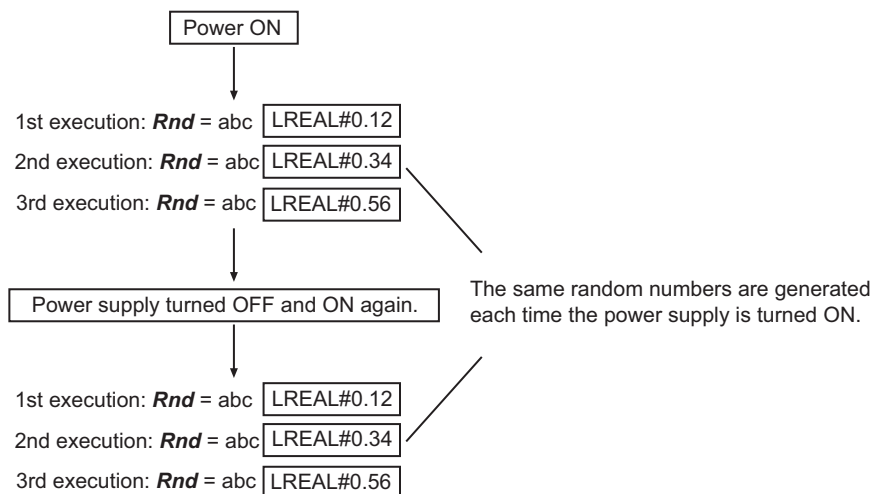 Power ON
1st execution: Rnd = abc LREAL#0.12
2nd execution: Rnd = abc LREAL#0.34
3rd execution: Rnd = abc LREAL#0.56
Power supply turned OFF and ON again.
The same random numbers are generated
each time the power supply is turned ON.
1st execution: Rnd = abc LREAL#0.12
2nd execution: Rnd = abc LREAL#0.34
3rd execution: Rnd = abc LREAL#0.56